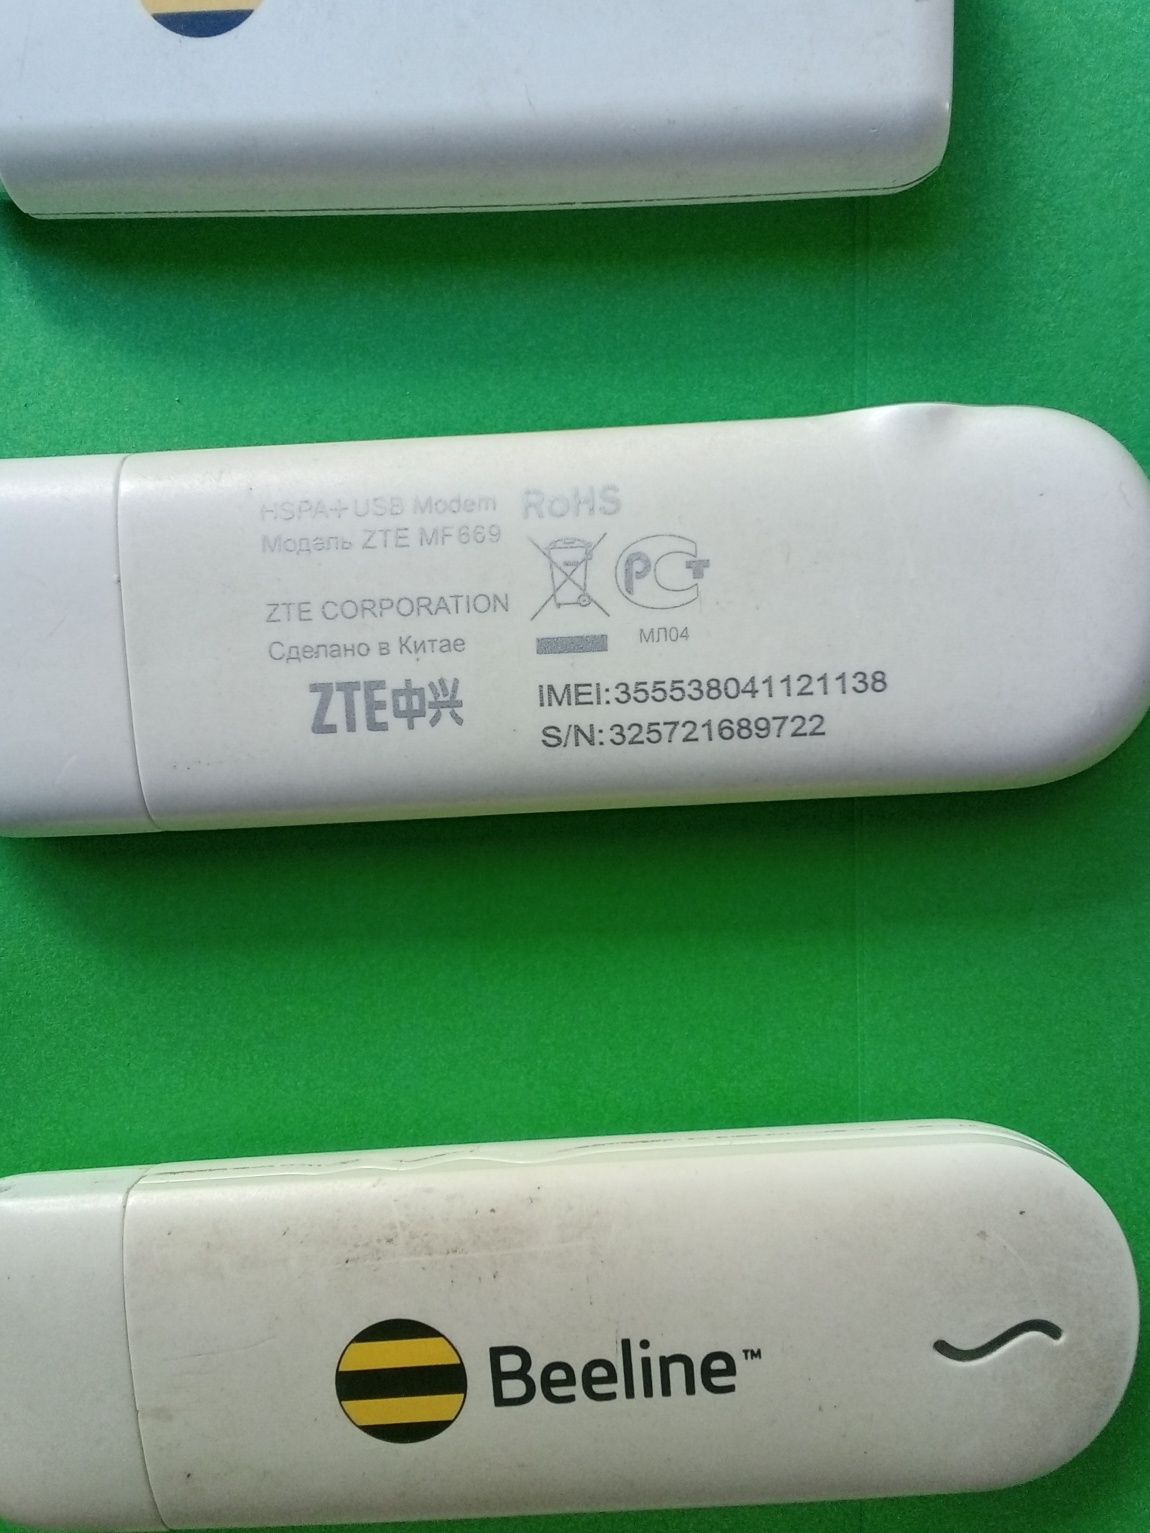 HSPA+ USB Modem RoHS
Модель ZTE MF669
РСТ
ZTE CORPORATION
Сделано в Китае МЛ04
ZTE中兴 IMEI:355538041121138
S/N:325721689722
Beeline™